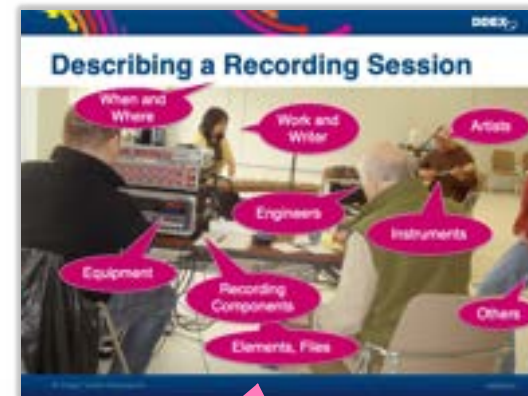 DDEX
Describing a Recording Session
When and
Where
Work and
Writer
Artists
Engineers
Instruments
Equipment
Recording
Components
Others
Elements, Files